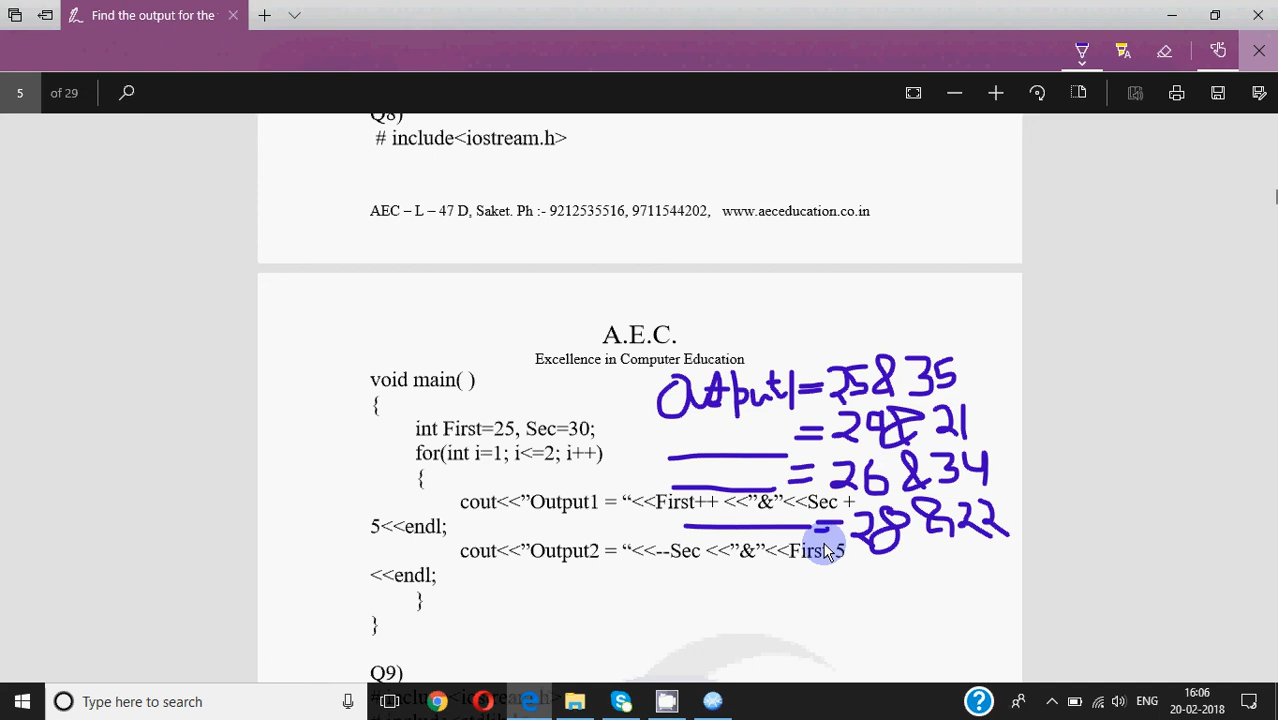 Find the output for the
5 of 29
Q8)
# include<iostream.h>
AEC – L – 47 D, Saket. Ph :- 9212535516, 9711544202, www.aeceducation.co.in
A.E.C.
Excellence in Computer Education
void main( )
{
int First=25, Sec=30;
for(int i=1; i<=2; i++)
{
cout<<”Output1 = “<<First++ <<”&”<<Sec +
5<<endl;
cout<<”Output2 = “<<--Sec <<”&”<<First-5
<<endl;
}
}
Output1 = 25 & 35
= 29 & 21
= 26 & 34
= 28 & 22
Q9)
# include<iostream.h>
Type here to search
ENG
16:06
20-02-2018